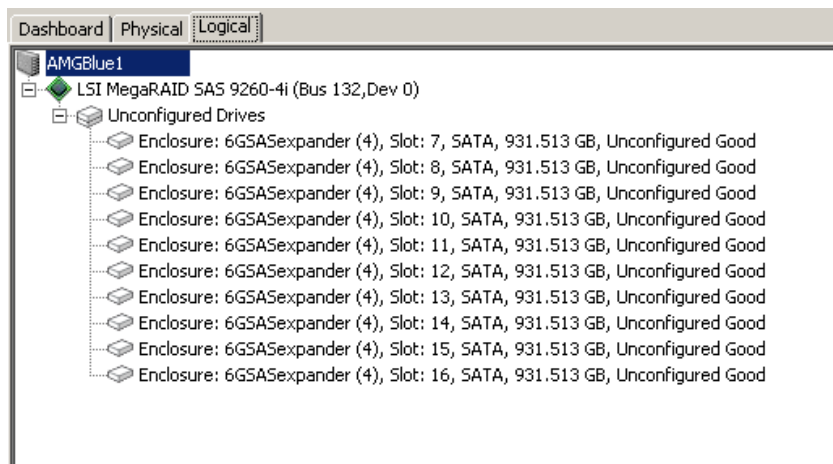 Dashboard Physical Logical
AMGBlue1
LSI MegaRAID SAS 9260-4i (Bus 132,Dev 0)
Unconfigured Drives
Enclosure: 6GSASexpander (4), Slot: 7, SATA, 931.513 GB, Unconfigured Good
Enclosure: 6GSASexpander (4), Slot: 8, SATA, 931.513 GB, Unconfigured Good
Enclosure: 6GSASexpander (4), Slot: 9, SATA, 931.513 GB, Unconfigured Good
Enclosure: 6GSASexpander (4), Slot: 10, SATA, 931.513 GB, Unconfigured Good
Enclosure: 6GSASexpander (4), Slot: 11, SATA, 931.513 GB, Unconfigured Good
Enclosure: 6GSASexpander (4), Slot: 12, SATA, 931.513 GB, Unconfigured Good
Enclosure: 6GSASexpander (4), Slot: 13, SATA, 931.513 GB, Unconfigured Good
Enclosure: 6GSASexpander (4), Slot: 14, SATA, 931.513 GB, Unconfigured Good
Enclosure: 6GSASexpander (4), Slot: 15, SATA, 931.513 GB, Unconfigured Good
Enclosure: 6GSASexpander (4), Slot: 16, SATA, 931.513 GB, Unconfigured Good